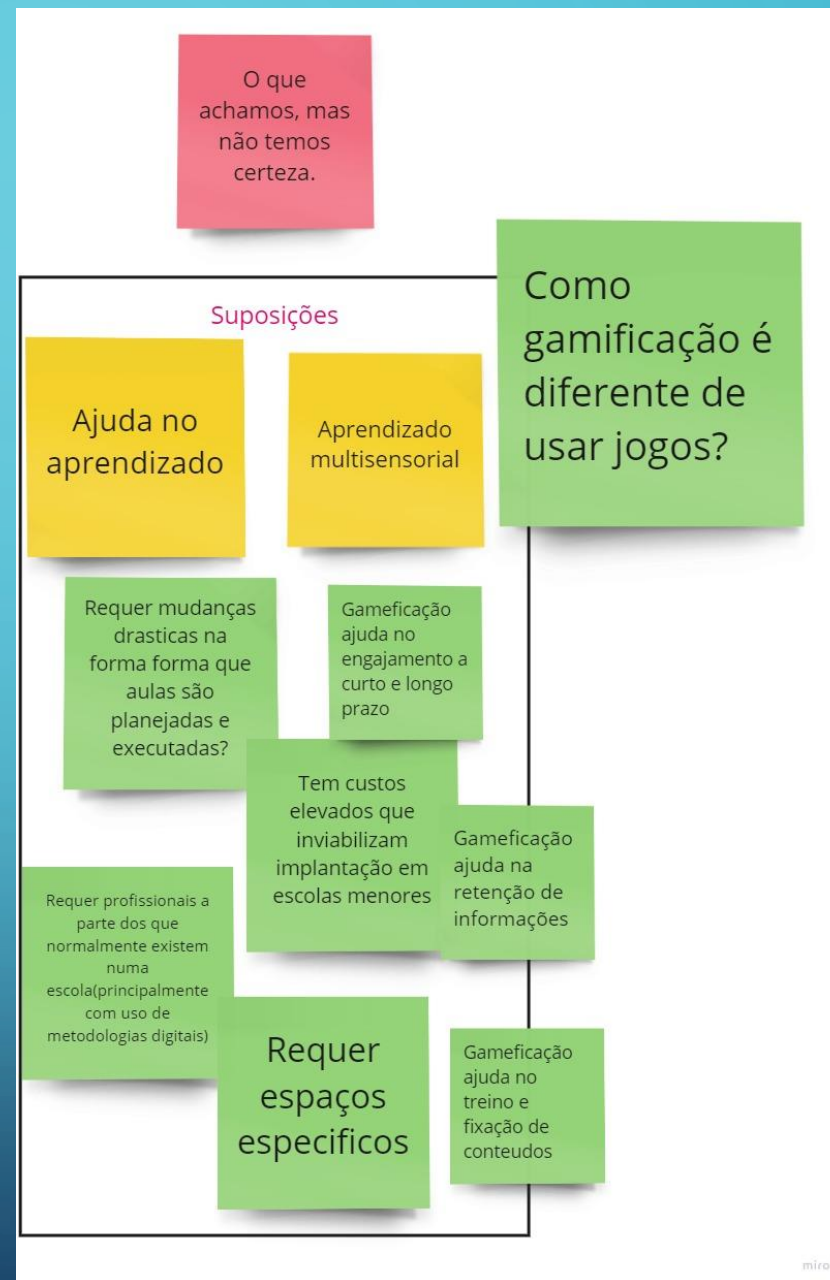 O que
achamos, mas
não temos
certeza.
Suposições
Como
gamificação é
diferente de
usar jogos?
Ajuda no
aprendizado
Aprendizado
multisensorial
Requer mudanças
drasticas na
forma forma que
aulas são
planejadas e
executadas?
Gameficação
ajuda no
engajamento a
curto e longo
prazo
Tem custos
elevados que
inviabilizam
implantação em
escolas menores
Gameficação
ajuda na
retenção de
informações
Requer profissionais a
parte dos que
normalmente existem
numa
escola(principalmente
com uso de
metodologias digitais)
Requer
espaços
especificos
Gameficação
ajuda no
treino e
fixação de
conteudos
miro